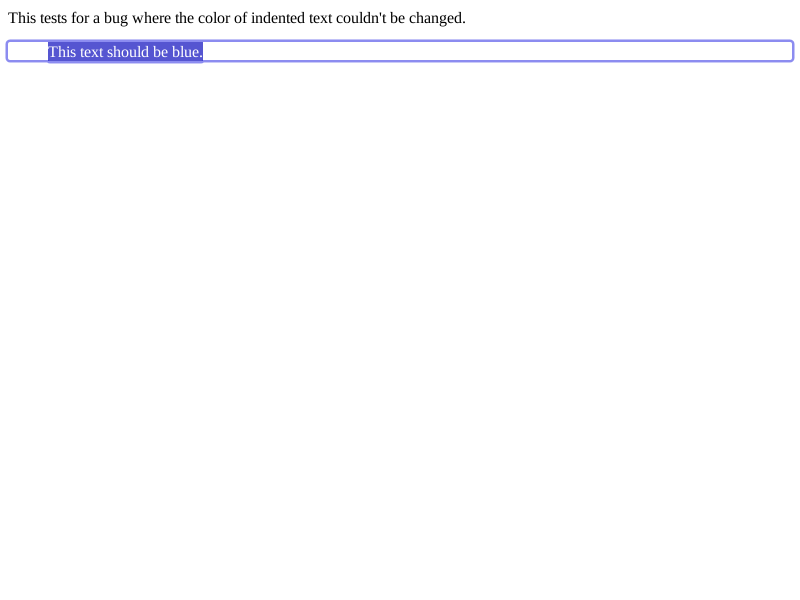 This tests for a bug where the color of indented text couldn't be changed.
This text should be blue.